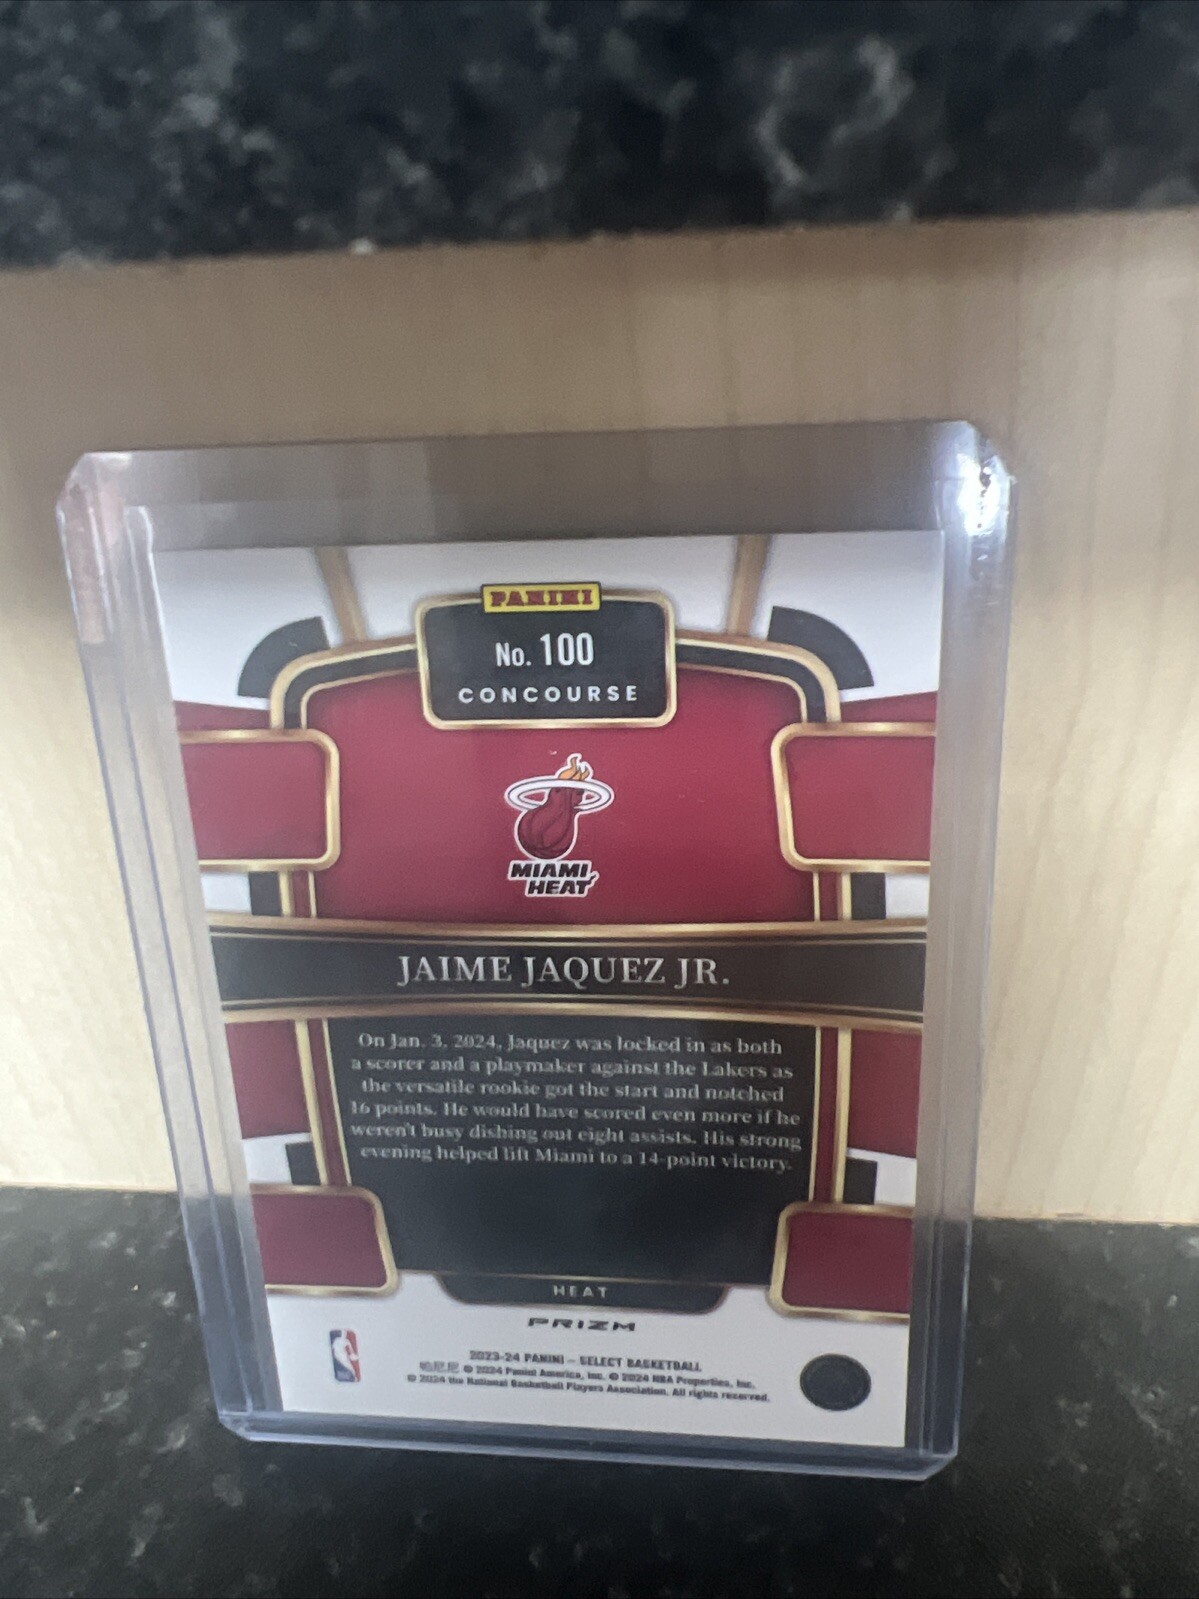 PANINI
No. 100
CONCOURSE
MIAMI
HEAT
JAIME JAQUEZ JR.
On Jan. 3, 2024, Jaquez was locked in as both
a scorer and a playmaker against the Lakers as
the versatile rookie got the start and notched
16 points. He would have scored even more if he
weren't busy dishing out eight assists. His strong
evening helped lift Miami to a 14-point victory.
HEAT
PRIZM
2023-24 PANINI – SELECT BASKETBALL
© 2024 Panini America, Inc. © 2024 NBA Properties, Inc.
© 2024 the National Basketball Players Association. All rights reserved.